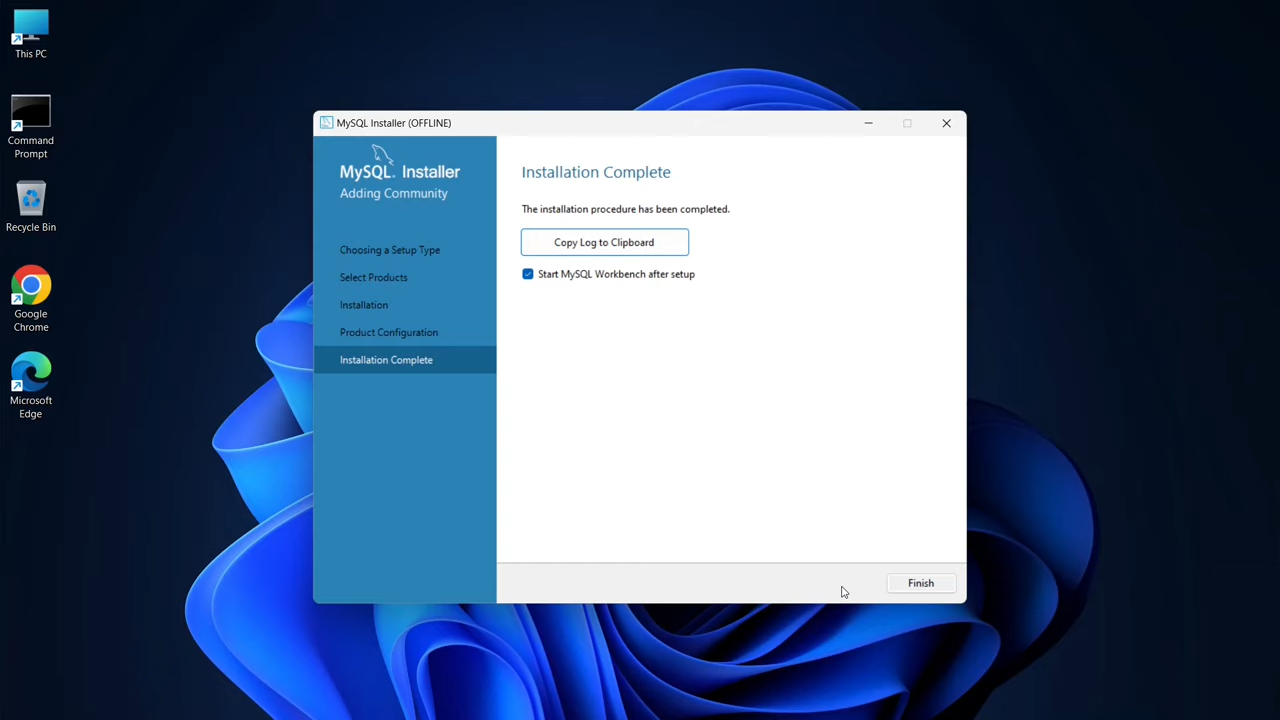 This PC
Command
Prompt
Recycle Bin
Google
Chrome
Microsoft
Edge
MySQL Installer (OFFLINE)
MySQL. Installer
Adding Community
Choosing a Setup Type
Select Products
Installation
Product Configuration
Installation Complete
Installation Complete
The installation procedure has been completed.
Copy Log to Clipboard
Start MySQL Workbench after setup
Finish